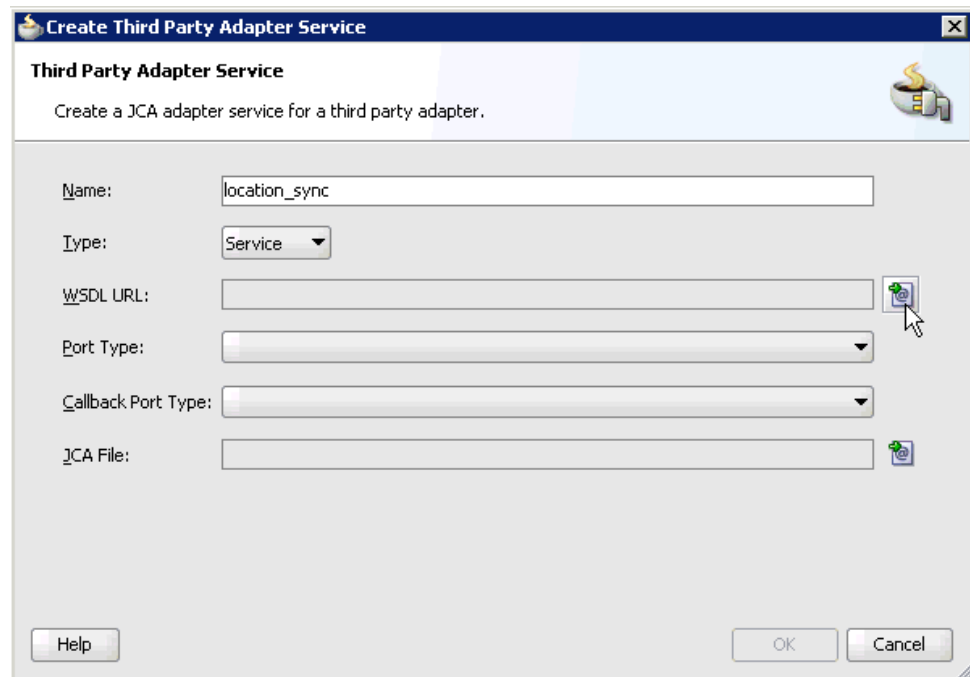 Create Third Party Adapter Service
Third Party Adapter Service
Create a JCA adapter service for a third party adapter.
Name: location_sync
Type: Service
WSDL URL:
Port Type:
Callback Port Type:
JCA File:
Help OK Cancel